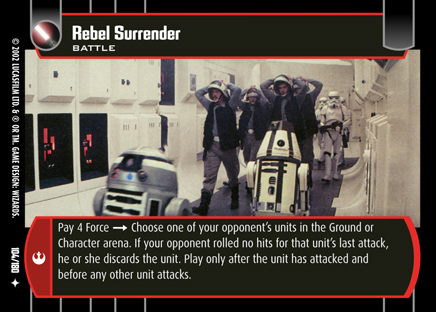 Rebel Surrender
BATTLE
© 2002 LUCASFILM LTD. & ® OR TM. GAME DESIGN: WIZARDS.
104/180
Pay 4 Force → Choose one of your opponent's units in the Ground or
Character arena. If your opponent rolled no hits for that unit's last attack,
he or she discards the unit. Play only after the unit has attacked and
before any other unit attacks.